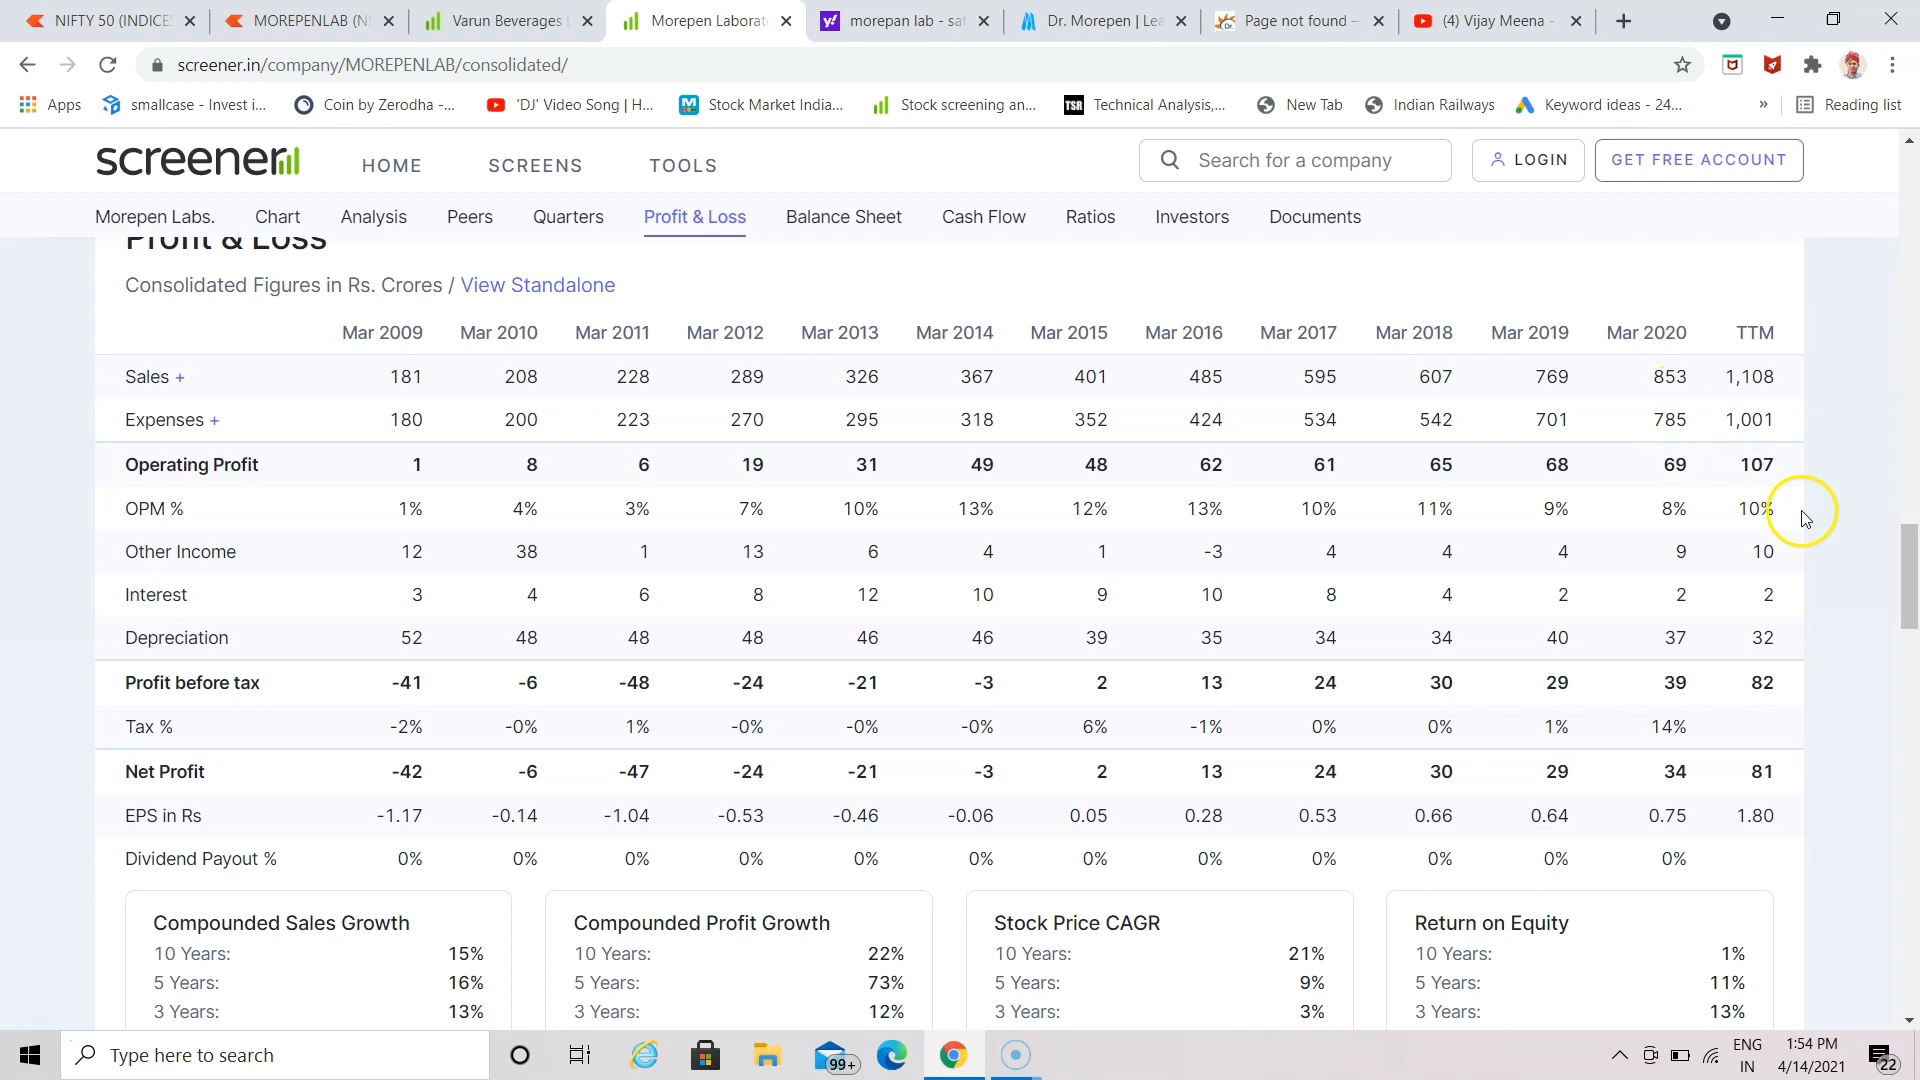 NIFTY 50 (INDICES
MOREPENLAB (NS
Varun Beverages L
Morepen Laborat
morepan lab - saf
Dr. Morepen | Lea
Page not found –
(4) Vijay Meena -
screener.in/company/MOREPENLAB/consolidated/
Apps smallcase - Invest i... Coin by Zerodha -... 'DJ' Video Song | H... Stock Market India... Stock screening an... TSR Technical Analysis,... New Tab Indian Railways Keyword ideas - 24... » Reading list
screener HOME SCREENS TOOLS Search for a company LOGIN GET FREE ACCOUNT
Morepen Labs. Chart Analysis Peers Quarters Profit & Loss Balance Sheet Cash Flow Ratios Investors Documents
Profit & Loss
Consolidated Figures in Rs. Crores / View Standalone
Mar 2009 Mar 2010 Mar 2011 Mar 2012 Mar 2013 Mar 2014 Mar 2015 Mar 2016 Mar 2017 Mar 2018 Mar 2019 Mar 2020 TTM
Sales + 181 208 228 289 326 367 401 485 595 607 769 853 1,108
Expenses + 180 200 223 270 295 318 352 424 534 542 701 785 1,001
Operating Profit 1 8 6 19 31 49 48 62 61 65 68 69 107
OPM % 1% 4% 3% 7% 10% 13% 12% 13% 10% 11% 9% 8% 10%
Other Income 12 38 1 13 6 4 1 -3 4 4 4 9 10
Interest 3 4 6 8 12 10 9 10 8 4 2 2 2
Depreciation 52 48 48 48 46 46 39 35 34 34 40 37 32
Profit before tax -41 -6 -48 -24 -21 -3 2 13 24 30 29 39 82
Tax % -2% -0% 1% -0% -0% -0% 6% -1% 0% 0% 1% 14%
Net Profit -42 -6 -47 -24 -21 -3 2 13 24 30 29 34 81
EPS in Rs -1.17 -0.14 -1.04 -0.53 -0.46 -0.06 0.05 0.28 0.53 0.66 0.64 0.75 1.80
Dividend Payout % 0% 0% 0% 0% 0% 0% 0% 0% 0% 0% 0% 0%
Compounded Sales Growth Compounded Profit Growth Stock Price CAGR Return on Equity
10 Years: 15% 10 Years: 22% 10 Years: 21% 10 Years: 1%
5 Years: 16% 5 Years: 73% 5 Years: 9% 5 Years: 11%
3 Years: 13% 3 Years: 12% 3 Years: 3% 3 Years: 13%
Type here to search 99+ ENG 1:54 PM
IN 4/14/2021 22